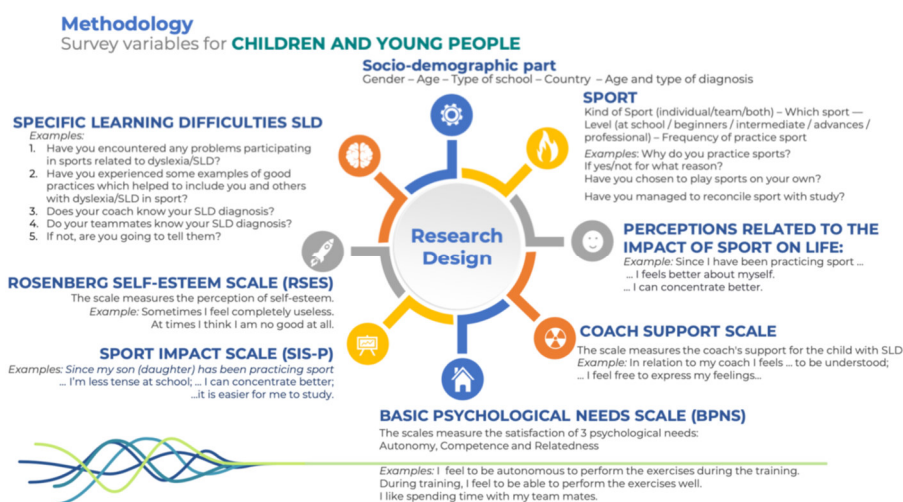 Methodology
Survey variables for CHILDREN AND YOUNG PEOPLE
Socio-demographic part
Gender – Age – Type of school – Country – Age and type of diagnosis
SPORT
Kind of Sport (individual/team/both) – Which sport —
Level (at school / beginners / intermediate / advances /
professional) – Frequency of practice sport
Examples: Why do you practice sports?
If yes/not for what reason?
Have you chosen to play sports on your own?
Have you managed to reconcile sport with study?
SPECIFIC LEARNING DIFFICULTIES SLD
Examples:
1. Have you encountered any problems participating
in sports related to dyslexia/SLD?
2. Have you experienced some examples of good
practices which helped to include you and others
with dyslexia/SLD in sport?
3. Does your coach know your SLD diagnosis?
4. Do your teammates know your SLD diagnosis?
5. If not, are you going to tell them?
Research
Design
PERCEPTIONS RELATED TO THE
IMPACT OF SPORT ON LIFE:
Example: Since I have been practicing sport ...
... I feels better about myself.
... I can concentrate better.
ROSENBERG SELF-ESTEEM SCALE (RSES)
The scale measures the perception of self-esteem.
Example: Sometimes I feel completely useless.
At times I think I am no good at all.
COACH SUPPORT SCALE
The scale measures the coach's support for the child with SLD
Example: In relation to my coach I feels ... to be understood;
... I feel free to express my feelings...
SPORT IMPACT SCALE (SIS-P)
Examples: Since my son (daughter) has been practicing sport
... I'm less tense at school; ... I can concentrate better;
...it is easier for me to study.
BASIC PSYCHOLOGICAL NEEDS SCALE (BPNS)
The scales measure the satisfaction of 3 psychological needs:
Autonomy, Competence and Relatedness
Examples: I feel to be autonomous to perform the exercises during the training.
During training, I feel to be able to perform the exercises well.
I like spending time with my team mates.